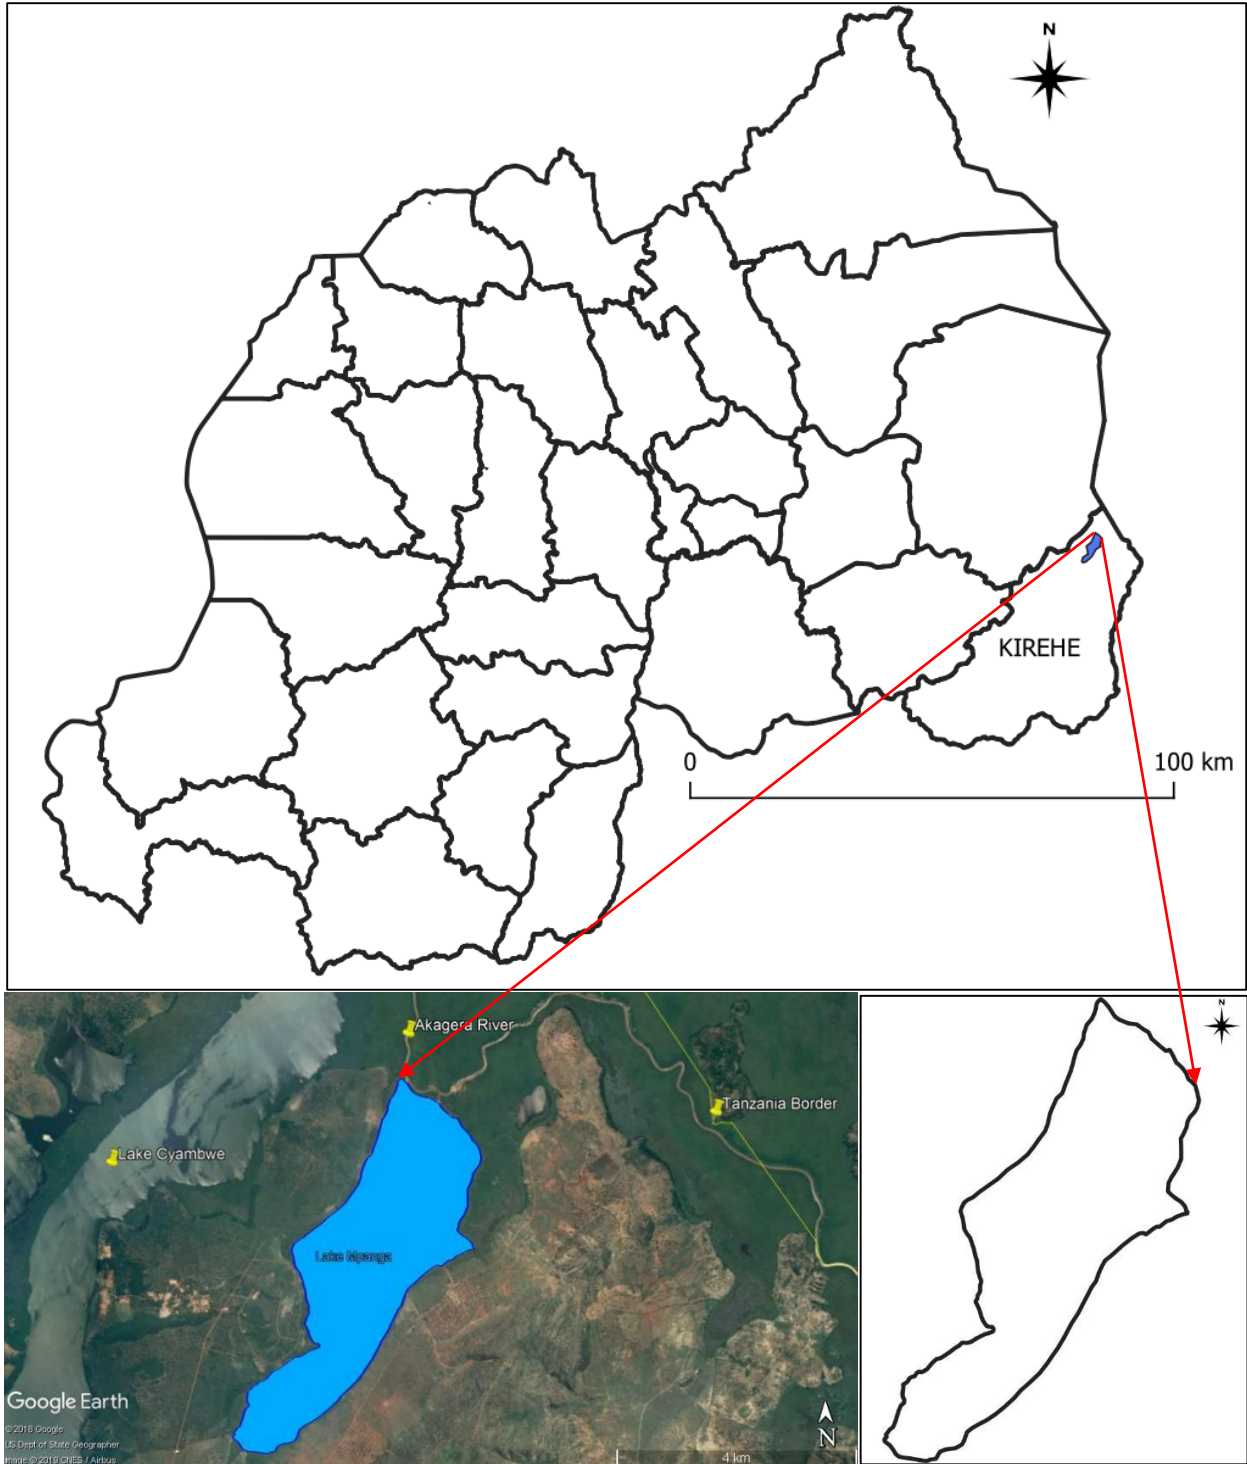 N
KIREHE
0 100 km
Akagera River
Tanzania Border
Lake Cyambwe
Lake Mpanga
Google Earth
©2018 Google
US Dept of State Geographer
Image © 2019 CNES / Airbus
N
4 km
N